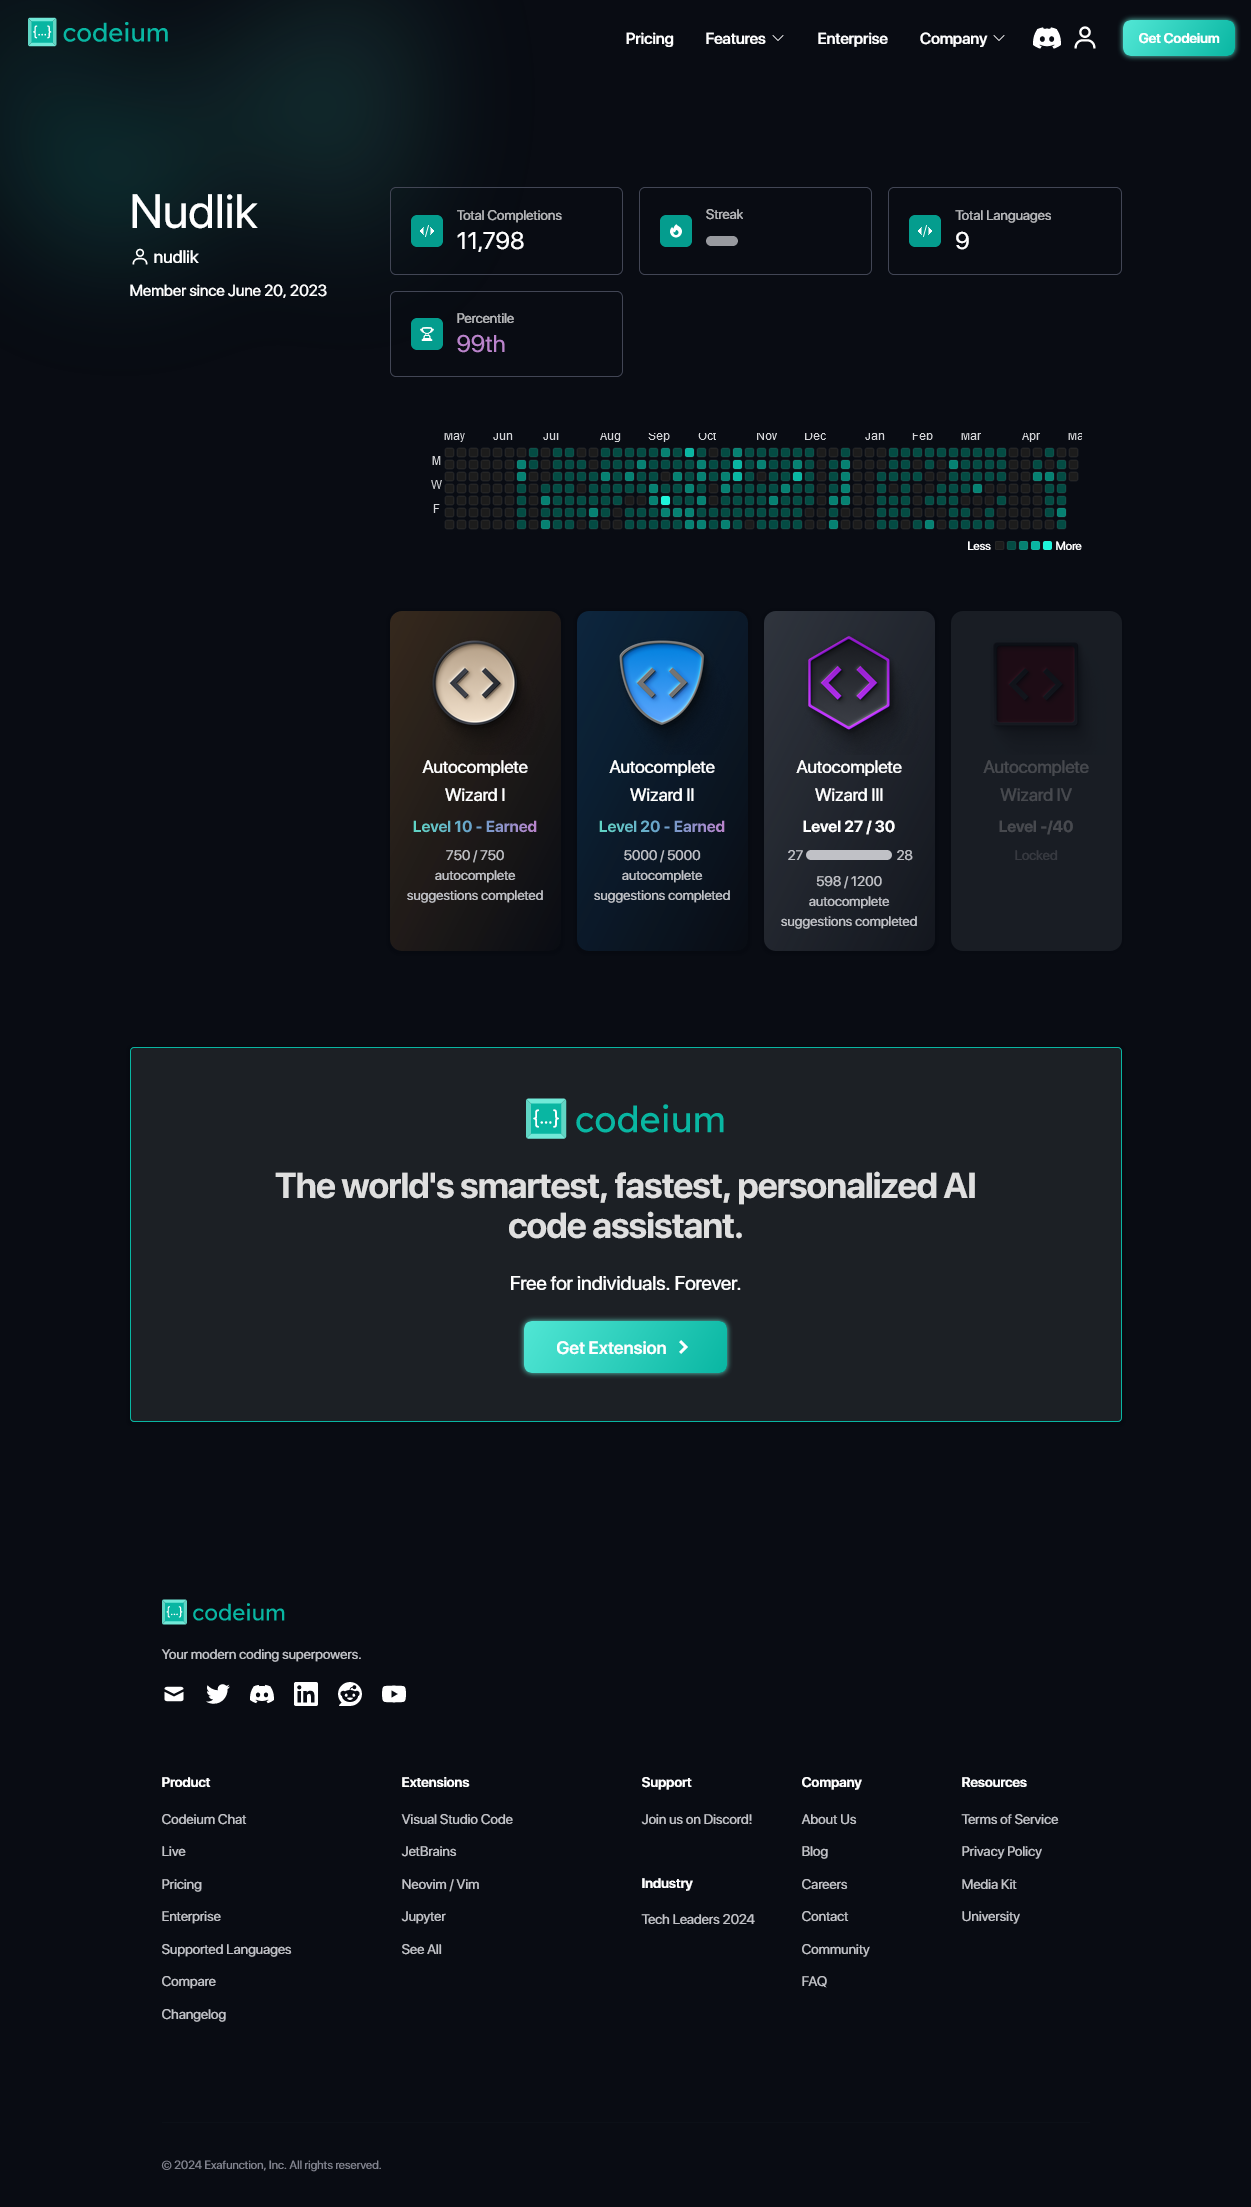 codeium
Pricing
Features
Enterprise
Company
Get Codeium
Nudlik
nudlik
Member since June 20, 2023
Total Completions
11,798
Streak
Total Languages
9
Percentile
99th
May Jun Jul Aug Sep Oct Nov Dec Jan Feb Mar Apr Ma
M
W
F
Less More
Autocomplete
Wizard I
Level 10 - Earned
750 / 750
autocomplete
suggestions completed
Autocomplete
Wizard II
Level 20 - Earned
5000 / 5000
autocomplete
suggestions completed
Autocomplete
Wizard III
Level 27 / 30
27 28
598 / 1200
autocomplete
suggestions completed
Autocomplete
Wizard IV
Level -/40
Locked
{...} codeium
The world's smartest, fastest, personalized AI
code assistant.
Free for individuals. Forever.
Get Extension
codeium
Your modern coding superpowers.
Product
Codeium Chat
Live
Pricing
Enterprise
Supported Languages
Compare
Changelog
Extensions
Visual Studio Code
JetBrains
Neovim / Vim
Jupyter
See All
Support
Join us on Discord!
Industry
Tech Leaders 2024
Company
About Us
Blog
Careers
Contact
Community
FAQ
Resources
Terms of Service
Privacy Policy
Media Kit
University
© 2024 Exafunction, Inc. All rights reserved.